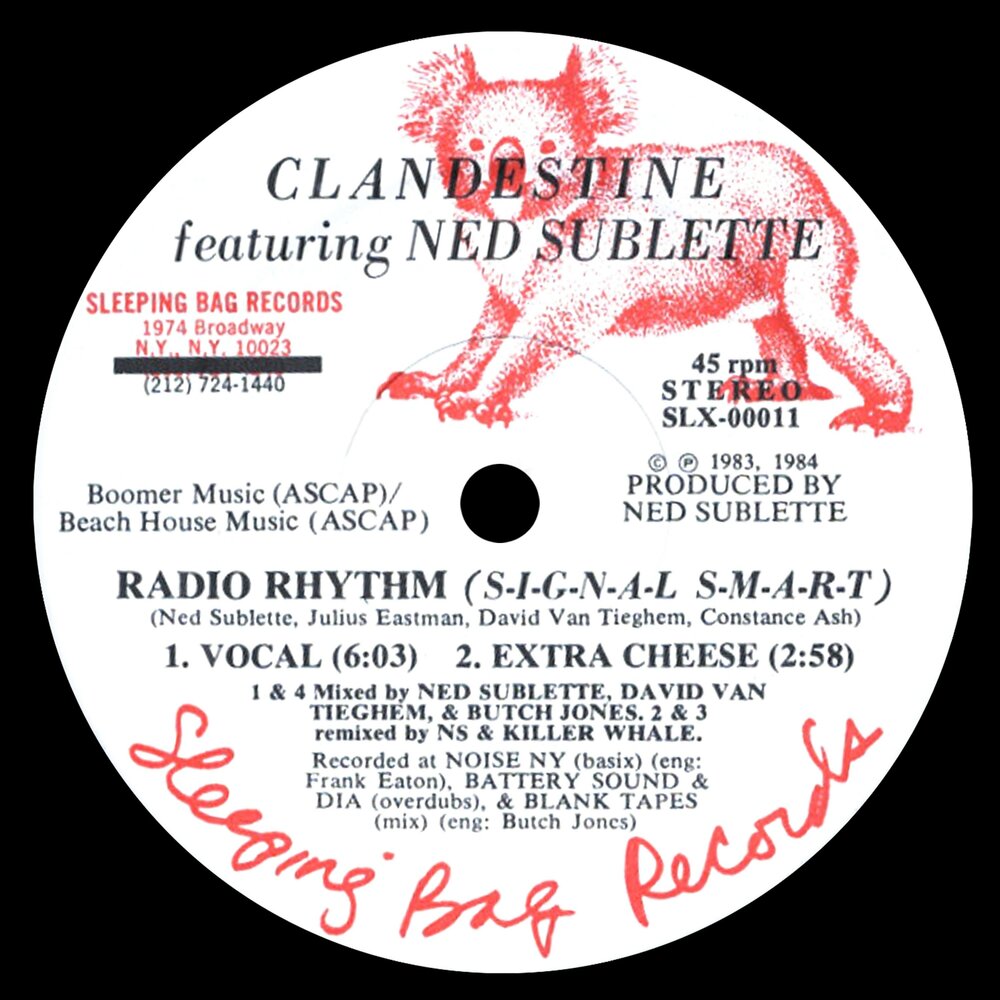 CLANDESTINE
featuring NED SUBLETTE
SLEEPING BAG RECORDS
1974 Broadway
N.Y., N.Y. 10023
(212) 724-1440
45 rpm
STEREO
SLX-00011
© ℗ 1983, 1984
PRODUCED BY
NED SUBLETTE
Boomer Music (ASCAP)/
Beach House Music (ASCAP)
RADIO RHYTHM (S-I-G-N-A-L S-M-A-R-T)
(Ned Sublette, Julius Eastman, David Van Tieghem, Constance Ash)
1. VOCAL (6:03) 2. EXTRA CHEESE (2:58)
1 & 4 Mixed by NED SUBLETTE, DAVID VAN
TIEGHEM, & BUTCH JONES. 2 & 3
remixed by NS & KILLER WHALE.
Recorded at NOISE NY (basix) (eng:
Frank Eaton), BATTERY SOUND &
DIA (overdubs), & BLANK TAPES
(mix) (eng: Butch Jones)
Sleeping Bag Records